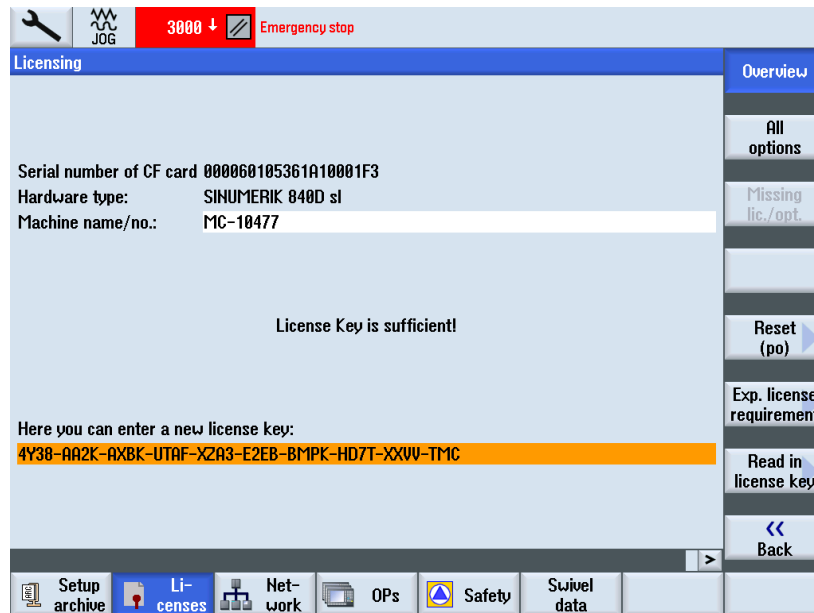 JOG
3000 ↓ Emergency stop
Licensing
Serial number of CF card 000060105361A10001F3
Hardware type: SINUMERIK 840D sl
Machine name/no.: MC-10477
License Key is sufficient!
Here you can enter a new license key:
4Y38-AA2K-AXBK-UTAF-XZA3-E2EB-BMPK-HD7T-XXVV-TMC
Overview
All
options
Missing
lic./opt.
Reset
(po)
Exp. license
requiremen
Read in
license key
<<
Back
>
Setup
archive
Li-
censes
Net-
work
OPs
Safety
Swivel
data